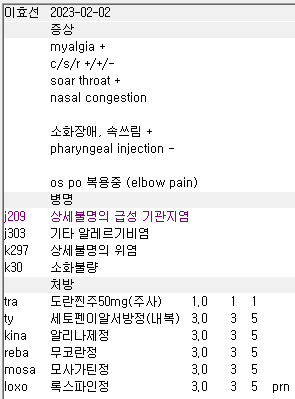 이효선 2023-02-02
증상
myalgia +
c/s/r +/+/-
soar throat +
nasal congestion
소화장애, 속쓰림 +
pharyngeal injection -
os po 복용중 (elbow pain)
병명
j209 상세불명의 급성 기관지염
j303 기타 알레르기비염
k297 상세불명의 위염
k30 소화불량
처방
tra 도란찐주50mg(주사) 1.0 1 1
ty 세토펜이알서방정(내복) 3.0 3 5
kina 알리나제정 3.0 3 5
reba 무코란정 3.0 3 5
mosa 모사가틴정 3.0 3 5
loxo 록스파인정 3.0 3 5 prn